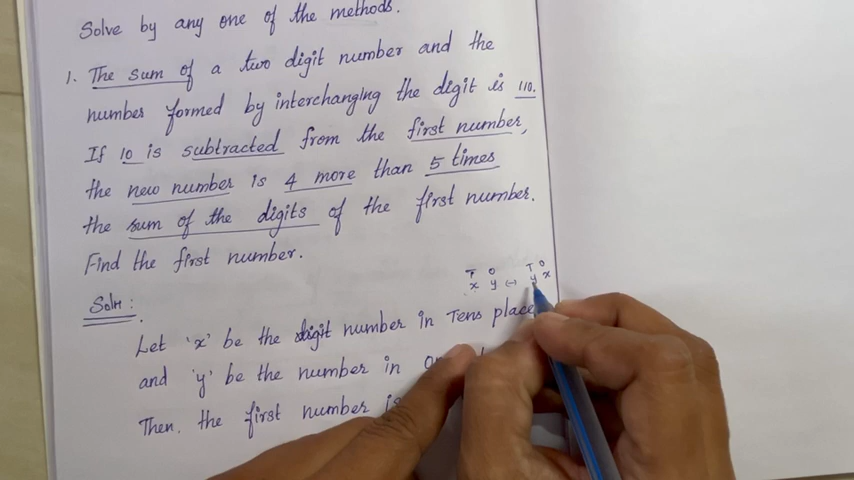 Solve by any one of the methods.
1. The sum of a two digit number and the
number formed by interchanging the digit is 110.
If 10 is subtracted from the first number,
the new number is 4 more than 5 times
the sum of the digits of the first number.
Find the first number.
T O T O
x y ↔ y x
Soln :
Let 'x' be the digit number in Tens place
and 'y' be the number in
Then, the first number is